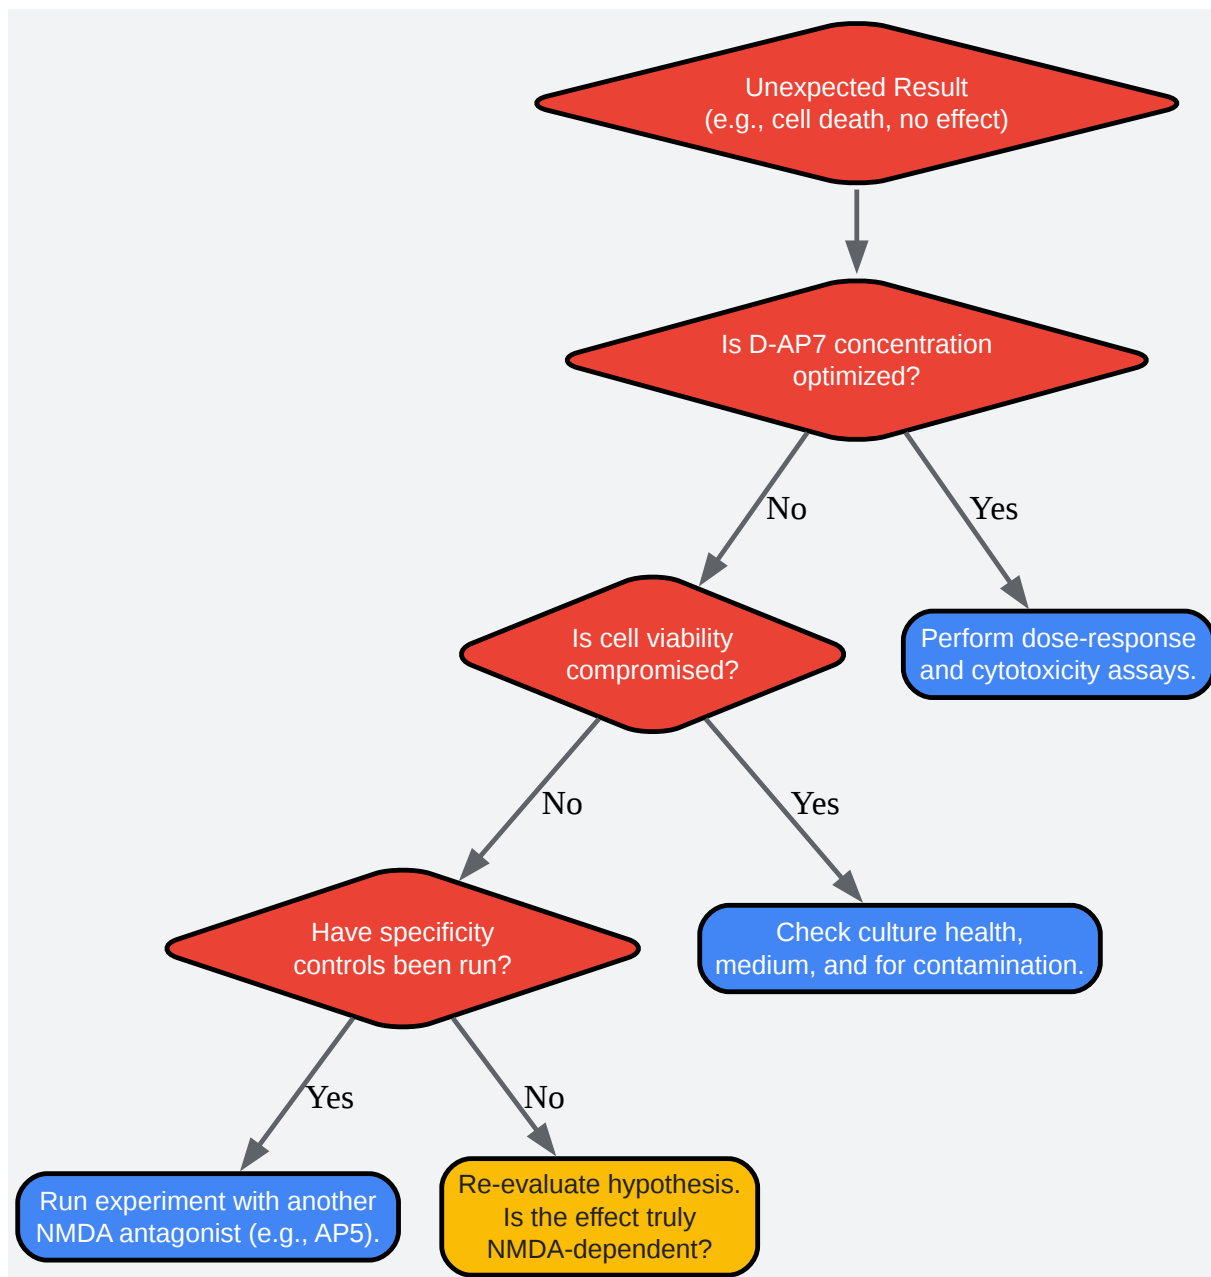 Unexpected Result
(e.g., cell death, no effect)
Is D-AP7 concentration
optimized?
No
Yes
Is cell viability
compromised?
Perform dose-response
and cytotoxicity assays.
No
Yes
Have specificity
controls been run?
Check culture health,
medium, and for contamination.
Yes
No
Run experiment with another
NMDA antagonist (e.g., AP5).
Re-evaluate hypothesis.
Is the effect truly
NMDA-dependent?